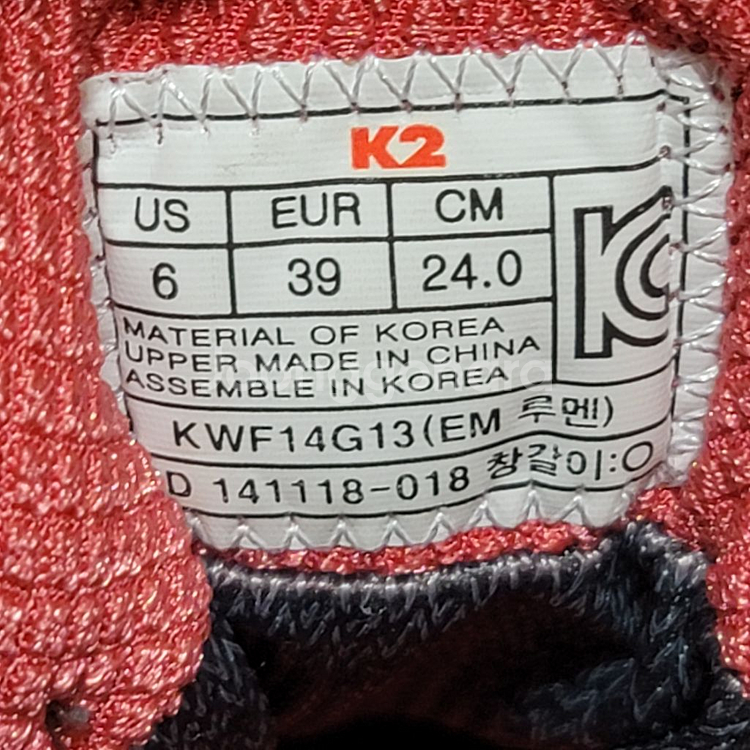 K2
US EUR CM
6 39 24.0
MATERIAL OF KOREA
UPPER MADE IN CHINA
ASSEMBLE IN KOREA
KWF14G13(EM 루멘)
D 141118-018 창갈이:O